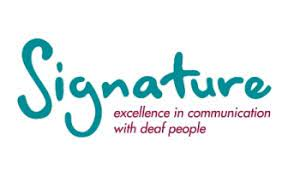 Signature
excellence in communication
with deaf people